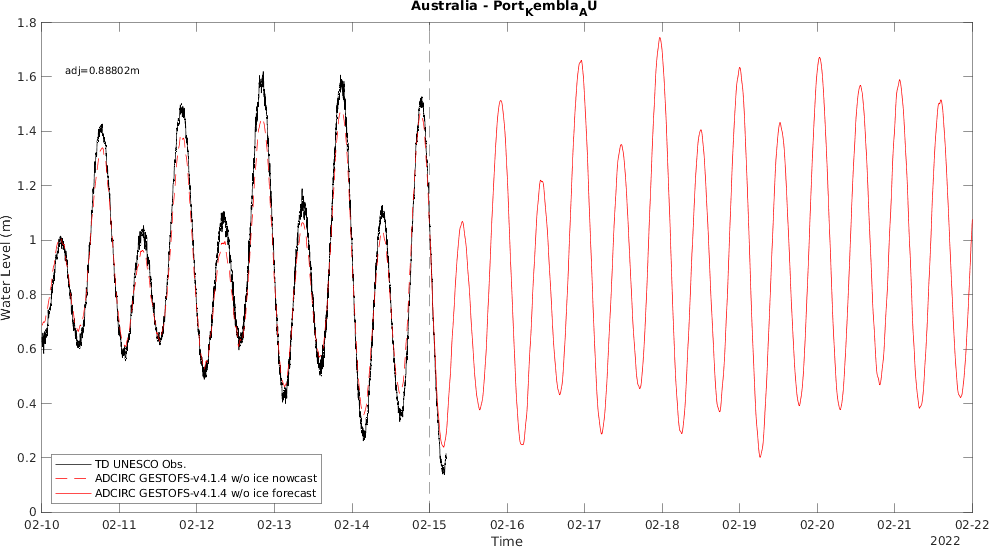 Australia - PortKemblaAU
1.8
1.6
1.4
1.2
1
0.8
0.6
0.4
0.2
0
Water Level (m)
adj=0.88802m
TD UNESCO Obs.
ADCIRC GESTOFS-v4.1.4 w/o ice nowcast
ADCIRC GESTOFS-v4.1.4 w/o ice forecast
02-10 02-11 02-12 02-13 02-14 02-15 02-16 02-17 02-18 02-19 02-20 02-21 02-22
Time
2022